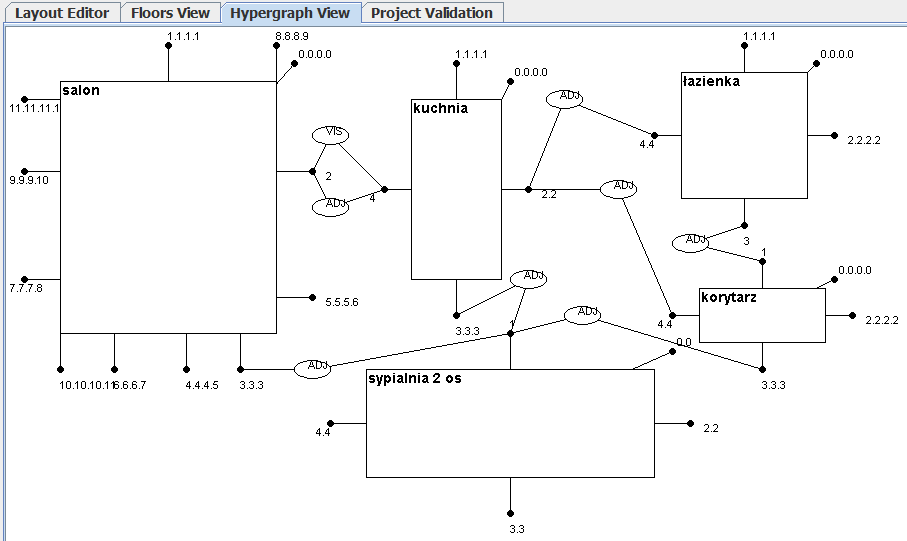 Layout Editor Floors View Hypergraph View Project Validation
1.1.1.1
8.8.8.9
0.0.0.0
salon
11.11.11.1
9.9.9.10
7.7.7.8
2
5.5.5.6
10.10.10.11
6.6.6.7
4.4.4.5
3.3.3
VIS
ADJ
4
1.1.1.1
0.0.0.0
kuchnia
2.2
3.3.3
ADJ
ADJ
ADJ
1.1.1.1
0.0.0.0
łazienka
4.4
2.2.2.2
3
ADJ
1
0.0.0.0
korytarz
4.4
2.2.2.2
3.3.3
ADJ
ADJ
1
0.0
sypialnia 2 os
4.4
2.2
3.3